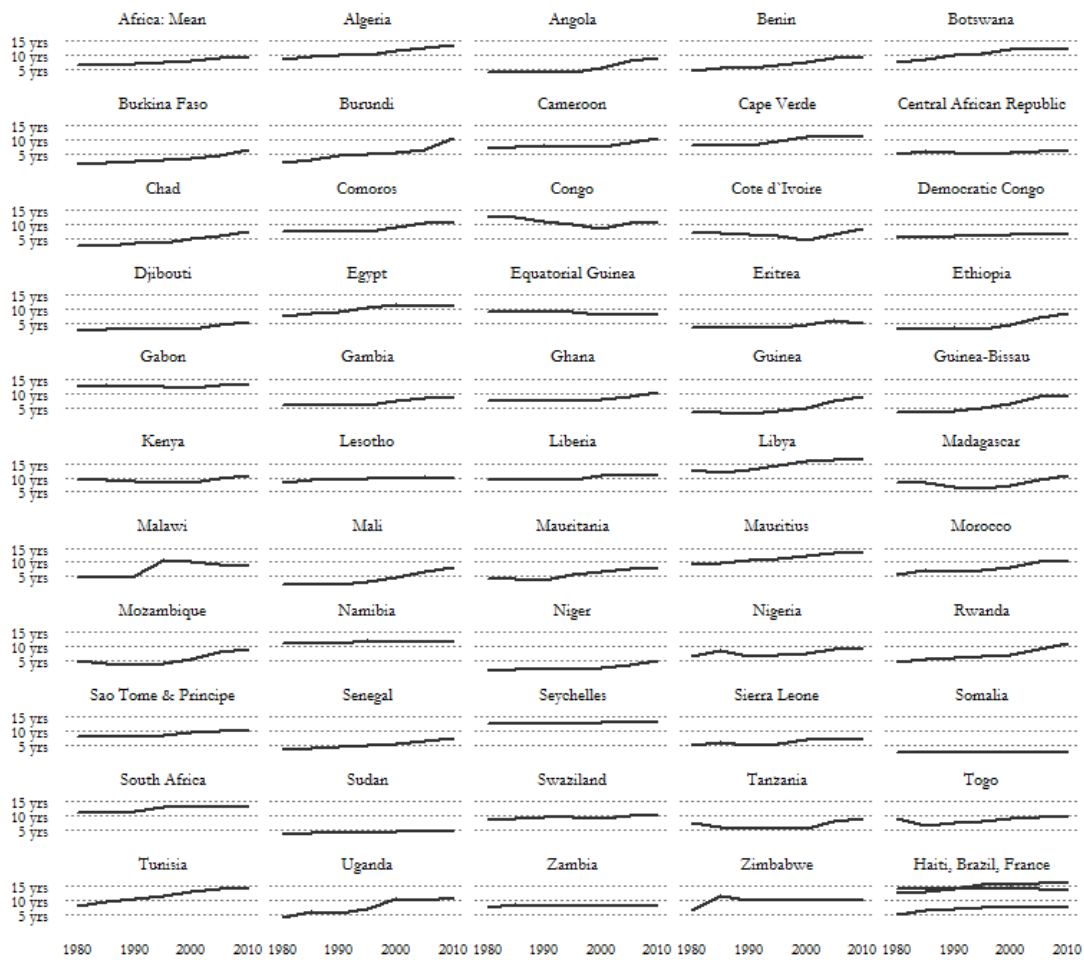 Africa: Mean Algeria Angola Benin Botswana
15 yrs
10 yrs
5 yrs
Burkina Faso Burundi Cameroon Cape Verde Central African Republic
15 yrs
10 yrs
5 yrs
Chad Comoros Congo Cote d`Ivoire Democratic Congo
15 yrs
10 yrs
5 yrs
Djibouti Egypt Equatorial Guinea Eritrea Ethiopia
15 yrs
10 yrs
5 yrs
Gabon Gambia Ghana Guinea Guinea-Bissau
15 yrs
10 yrs
5 yrs
Kenya Lesotho Liberia Libya Madagascar
15 yrs
10 yrs
5 yrs
Malawi Mali Mauritania Mauritius Morocco
15 yrs
10 yrs
5 yrs
Mozambique Namibia Niger Nigeria Rwanda
15 yrs
10 yrs
5 yrs
Sao Tome & Principe Senegal Seychelles Sierra Leone Somalia
15 yrs
10 yrs
5 yrs
South Africa Sudan Swaziland Tanzania Togo
15 yrs
10 yrs
5 yrs
Tunisia Uganda Zambia Zimbabwe Haiti, Brazil, France
15 yrs
10 yrs
5 yrs
1980 1990 2000 2010 1980 1990 2000 2010 1980 1990 2000 2010 1980 1990 2000 2010 1980 1990 2000 2010